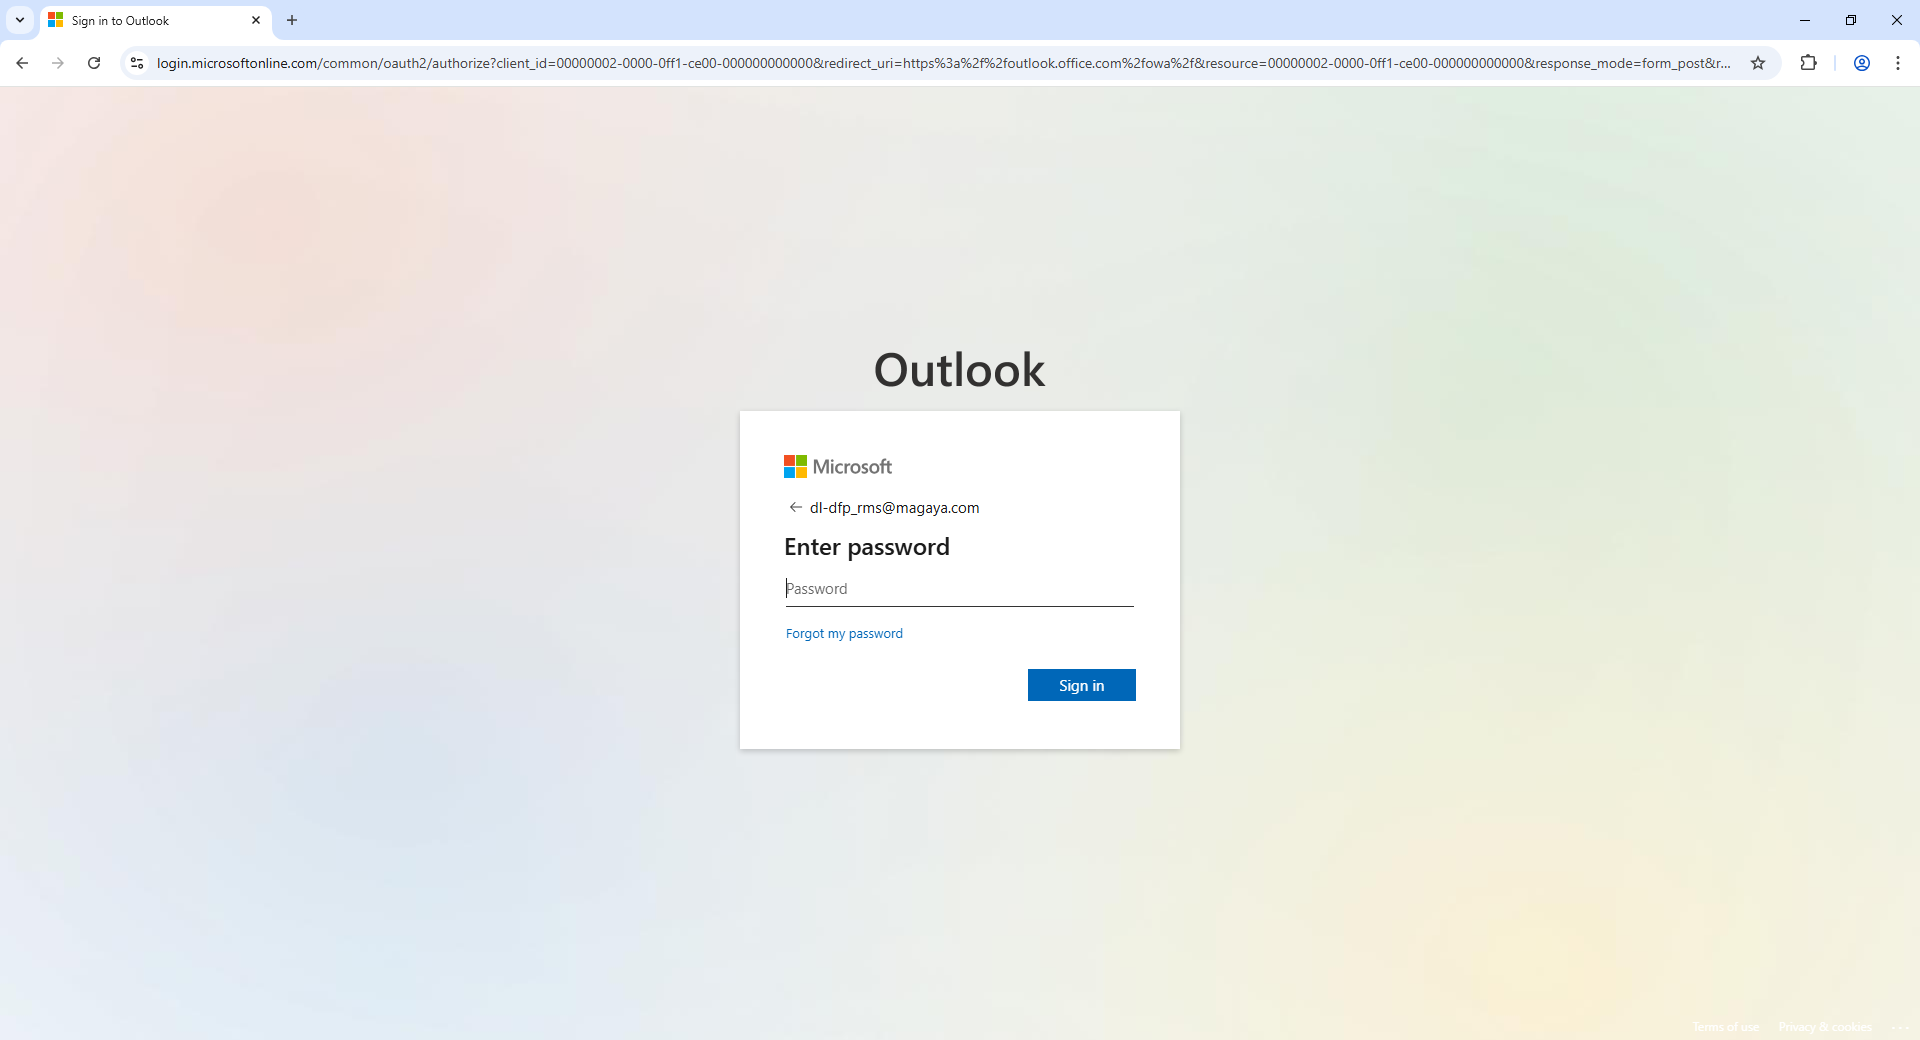 Sign in to Outlook
login.microsoftonline.com/common/oauth2/authorize?client_id=00000002-0000-0ff1-ce00-000000000000&redirect_uri=https%3a%2f%2foutlook.office.com%2fowa%2f&resource=00000002-0000-0ff1-ce00-000000000000&response_mode=form_post&r...
Outlook
Microsoft
dl-dfp_rms@magaya.com
Enter password
Password
Forgot my password
Sign in
Terms of use Privacy & cookies ...